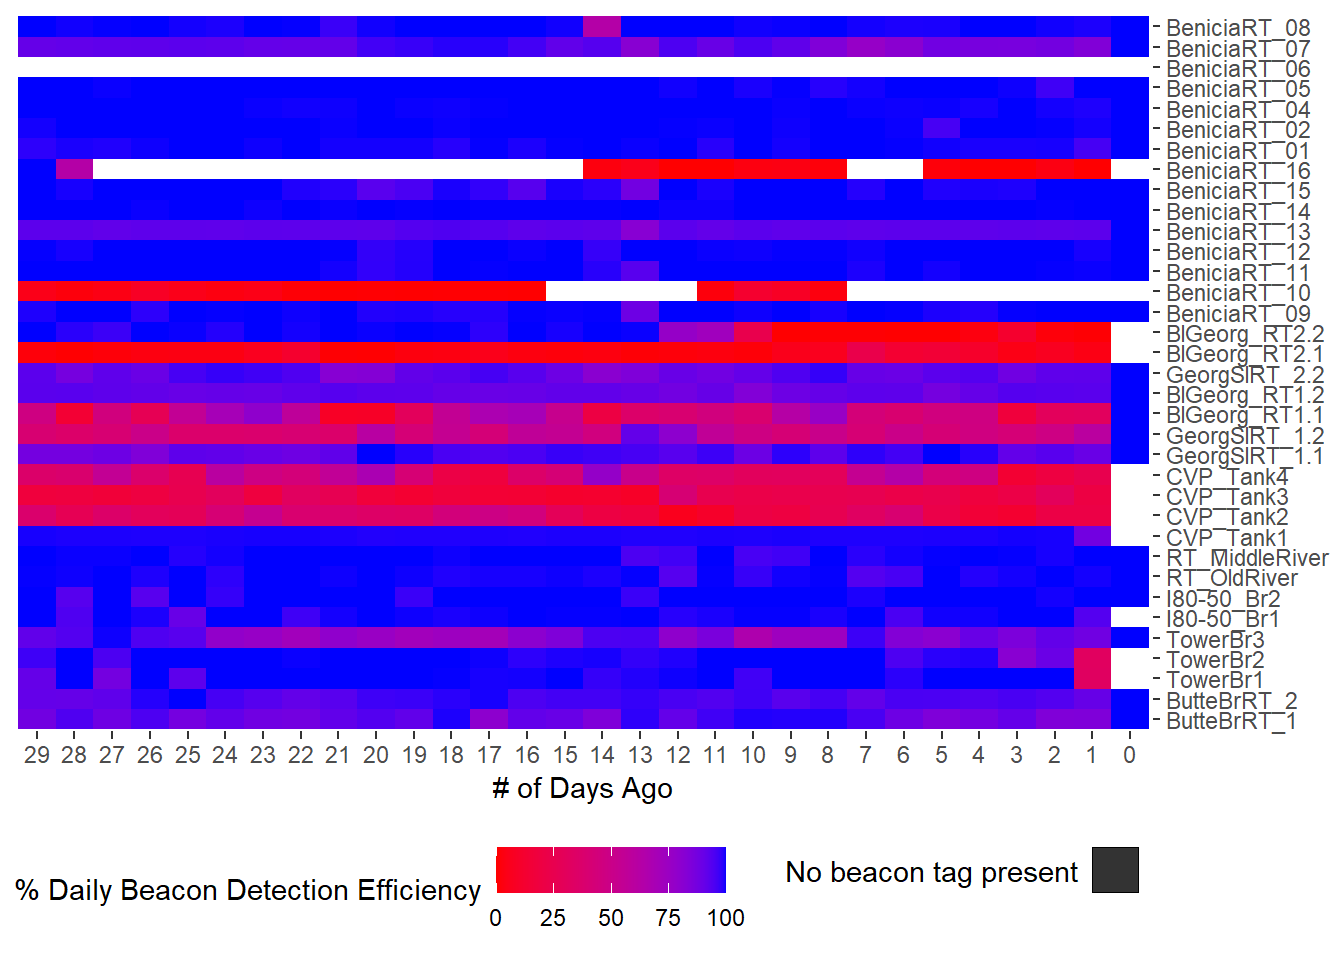 BeniciaRT_08
BeniciaRT_07
BeniciaRT_06
BeniciaRT_05
BeniciaRT_04
BeniciaRT_02
BeniciaRT_01
BeniciaRT_16
BeniciaRT_15
BeniciaRT_14
BeniciaRT_13
BeniciaRT_12
BeniciaRT_11
BeniciaRT_10
BeniciaRT_09
BlGeorg_RT2.2
BlGeorg_RT2.1
GeorgSlRT_2.2
BlGeorg_RT1.2
BlGeorg_RT1.1
GeorgSlRT_1.2
GeorgSlRT_1.1
CVP_Tank4
CVP_Tank3
CVP_Tank2
CVP_Tank1
RT_MiddleRiver
RT_OldRiver
I80-50_Br2
I80-50_Br1
TowerBr3
TowerBr2
TowerBr1
ButteBrRT_2
ButteBrRT_1
29 28 27 26 25 24 23 22 21 20 19 18 17 16 15 14 13 12 11 10 9 8 7 6 5 4 3 2 1 0
# of Days Ago
% Daily Beacon Detection Efficiency
0 25 50 75 100
No beacon tag present